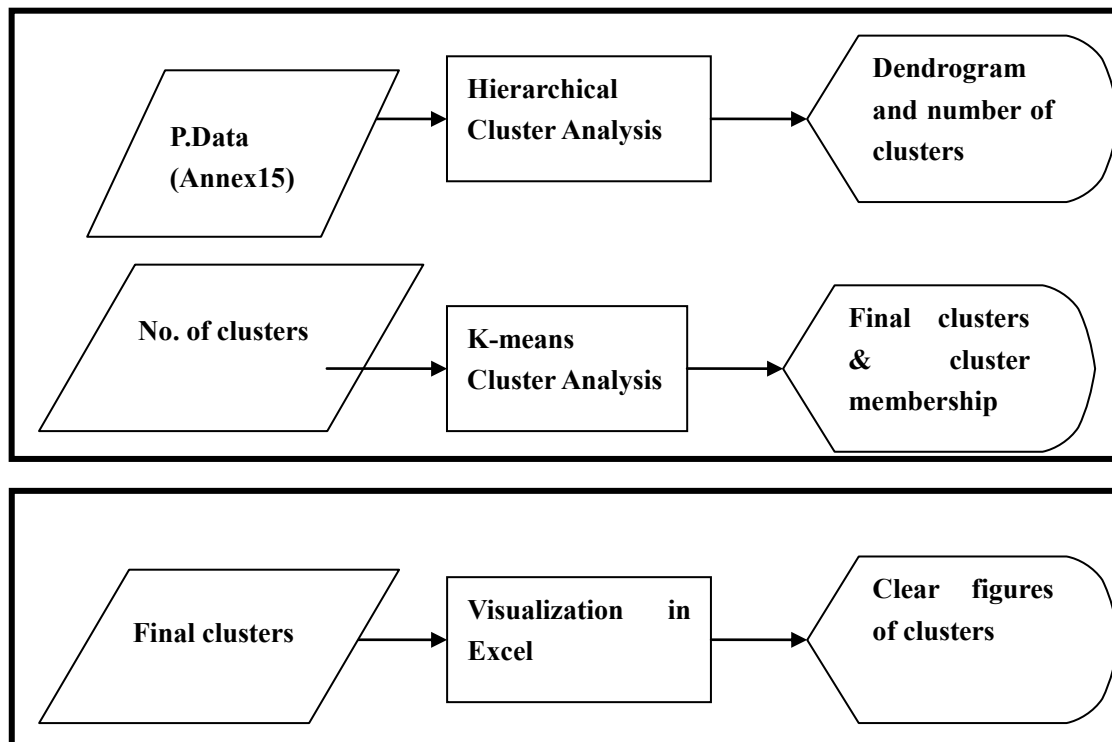 P.Data
(Annex15)
Hierarchical
Cluster Analysis
Dendrogram
and number of
clusters
No. of clusters
K-means
Cluster Analysis
Final clusters
& cluster
membership
Final clusters
Visualization in
Excel
Clear figures
of clusters